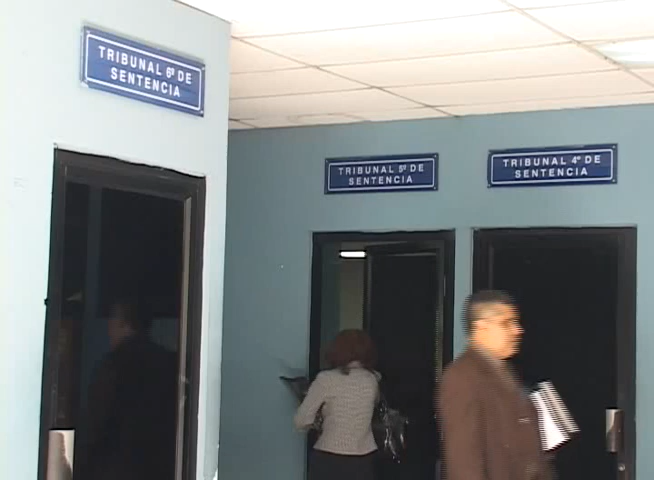 TRIBUNAL 6º DE
SENTENCIA
TRIBUNAL 5º DE
SENTENCIA
TRIBUNAL 4º DE
SENTENCIA